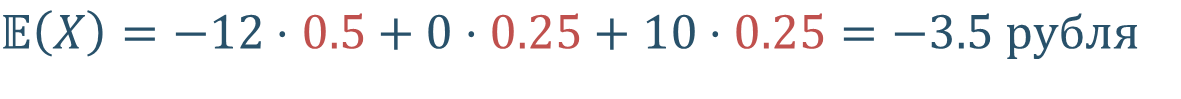 𝔼(X) = −12 · 0.5 + 0 · 0.25 + 10 · 0.25 = −3.5 рубля